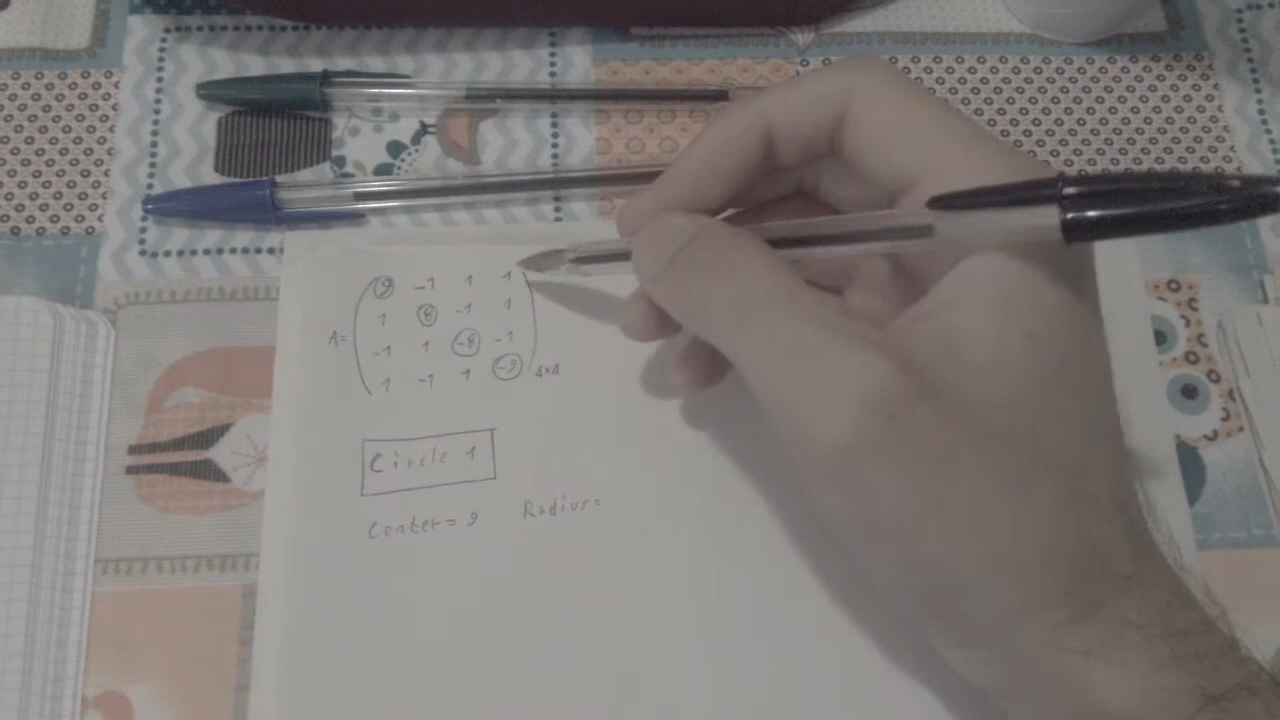 9 -1 1 1
1 8 -1 1
A= -1 1 -8 -1
1 -1 1 -9 4x4
Circle 1
Center= 9 Radius=